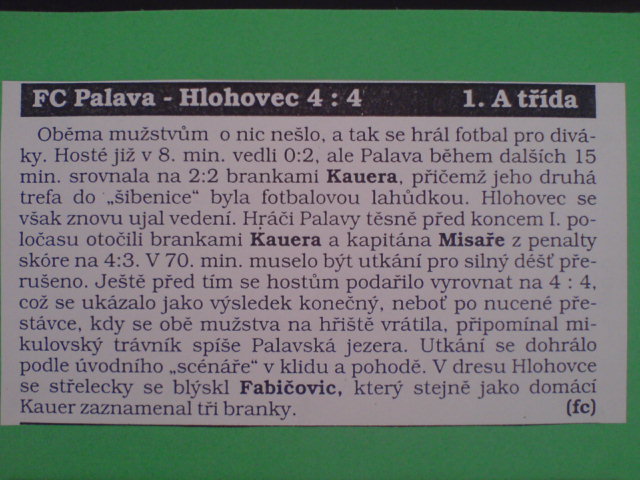 FC Palava - Hlohovec 4 : 4 1. A třída
Oběma mužstvům o nic nešlo, a tak se hrál fotbal pro divá-
ky. Hosté již v 8. min. vedli 0:2, ale Palava během dalších 15
min. srovnala na 2:2 brankami Kauera, přičemž jeho druhá
trefa do „šibenice“ byla fotbalovou lahůdkou. Hlohovec se
však znovu ujal vedení. Hráči Palavy těsně před koncem I. po-
ločasu otočili brankami Kauera a kapitána Misaře z penalty
skóre na 4:3. V 70. min. muselo být utkání pro silný déšť pře-
rušeno. Ještě před tím se hostům podařilo vyrovnat na 4 : 4,
což se ukázalo jako výsledek konečný, neboť po nucené pře-
stávce, kdy se obě mužstva na hřiště vrátila, připomínal mi-
kulovský trávník spíše Palavská jezera. Utkání se dohrálo
podle úvodního „scénáře“ v klidu a pohodě. V dresu Hlohovce
se střelecky se blýskl Fabičovic, který stejně jako domácí
Kauer zaznamenal tři branky. (fc)